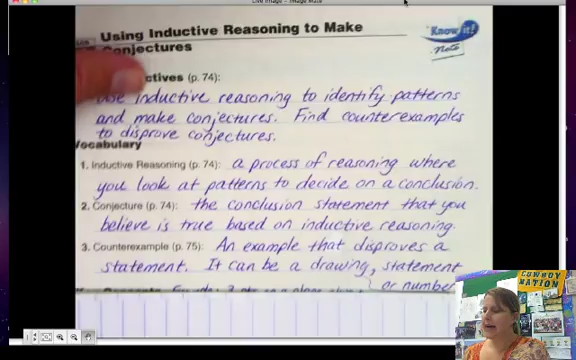 Using Inductive Reasoning to Make
Conjectures
Know it!
Note
ctives (p. 74):
Use inductive reasoning to identify patterns
and make conjectures. Find counterexamples
to disprove conjectures.
Vocabulary
1. Inductive Reasoning (p. 74): a process of reasoning where
you look at patterns to decide on a conclusion.
2. Conjecture (p. 74): the conclusion statement that you
believe is true based on inductive reasoning.
3. Counterexample (p. 75): An example that disproves a
statement. It can be a drawing, statement
or number
COWBOY
NATION